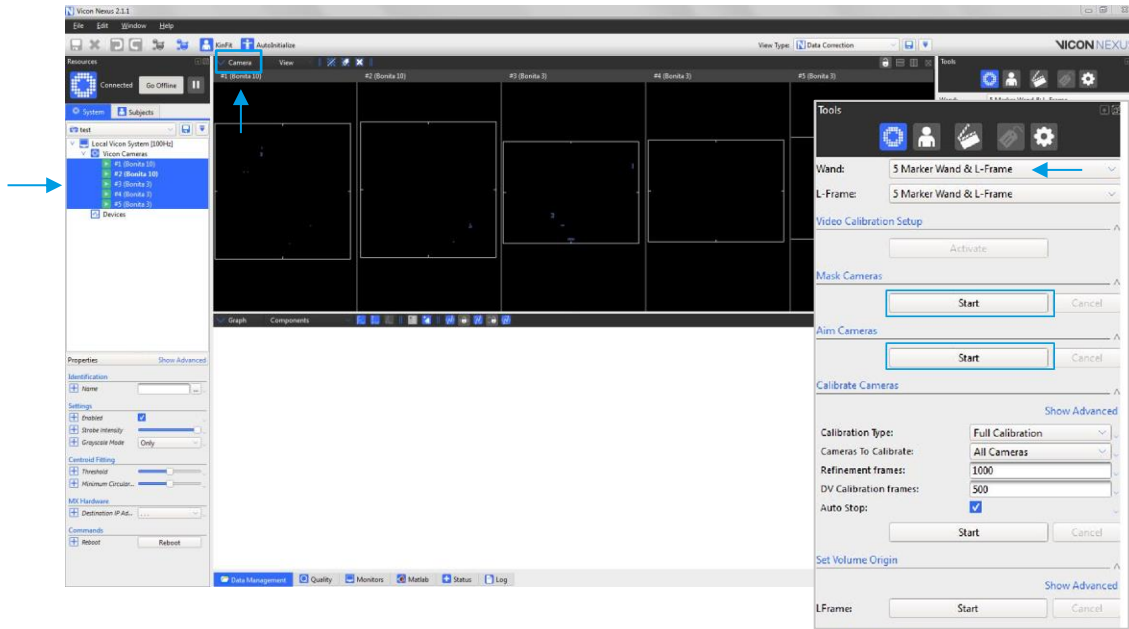 Vicon Nexus 2.1.1
File Edit Window Help
KinFit AutoInitialize View Type: Data Correction VICON NEXUS
Resources
Connected Go Offline
System Subjects
test
Local Vicon System [100Hz]
Vicon Cameras
#1 (Bonita 10)
#2 (Bonita 10)
#3 (Bonita 3)
#4 (Bonita 3)
#5 (Bonita 3)
Devices
Properties Show Advanced
Identification
Name
Settings
Enabled
Strobe Intensity
Grayscale Mode Only
Centroid Fitting
Threshold
Minimum Circular...
MX Hardware
Destination IP Ad... . . .
Commands
Reboot Reboot
Camera View
#1 (Bonita 10) #2 (Bonita 10) #3 (Bonita 3) #4 (Bonita 3) #5 (Bonita 3)
Graph Components
Data Management Quality Monitors Matlab Status Log
Tools
Wand: 5 Marker Wand & L-Frame
Tools
Wand: 5 Marker Wand & L-Frame
L-Frame: 5 Marker Wand & L-Frame
Video Calibration Setup
Activate
Mask Cameras
Start Cancel
Aim Cameras
Start Cancel
Calibrate Cameras
Show Advanced
Calibration Type: Full Calibration
Cameras To Calibrate: All Cameras
Refinement frames: 1000
DV Calibration frames: 500
Auto Stop:
Start Cancel
Set Volume Origin
Show Advanced
LFrame: Start Cancel